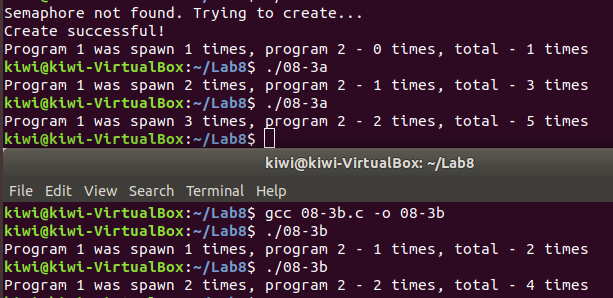 Semaphore not found. Trying to create...
Create successful!
Program 1 was spawn 1 times, program 2 - 0 times, total - 1 times
kiwi@kiwi-VirtualBox:~/Lab8$ ./08-3a
Program 1 was spawn 2 times, program 2 - 1 times, total - 3 times
kiwi@kiwi-VirtualBox:~/Lab8$ ./08-3a
Program 1 was spawn 3 times, program 2 - 2 times, total - 5 times
kiwi@kiwi-VirtualBox:~/Lab8$
kiwi@kiwi-VirtualBox: ~/Lab8
File Edit View Search Terminal Help
kiwi@kiwi-VirtualBox:~/Lab8$ gcc 08-3b.c -o 08-3b
kiwi@kiwi-VirtualBox:~/Lab8$ ./08-3b
Program 1 was spawn 1 times, program 2 - 1 times, total - 2 times
kiwi@kiwi-VirtualBox:~/Lab8$ ./08-3b
Program 1 was spawn 2 times, program 2 - 2 times, total - 4 times